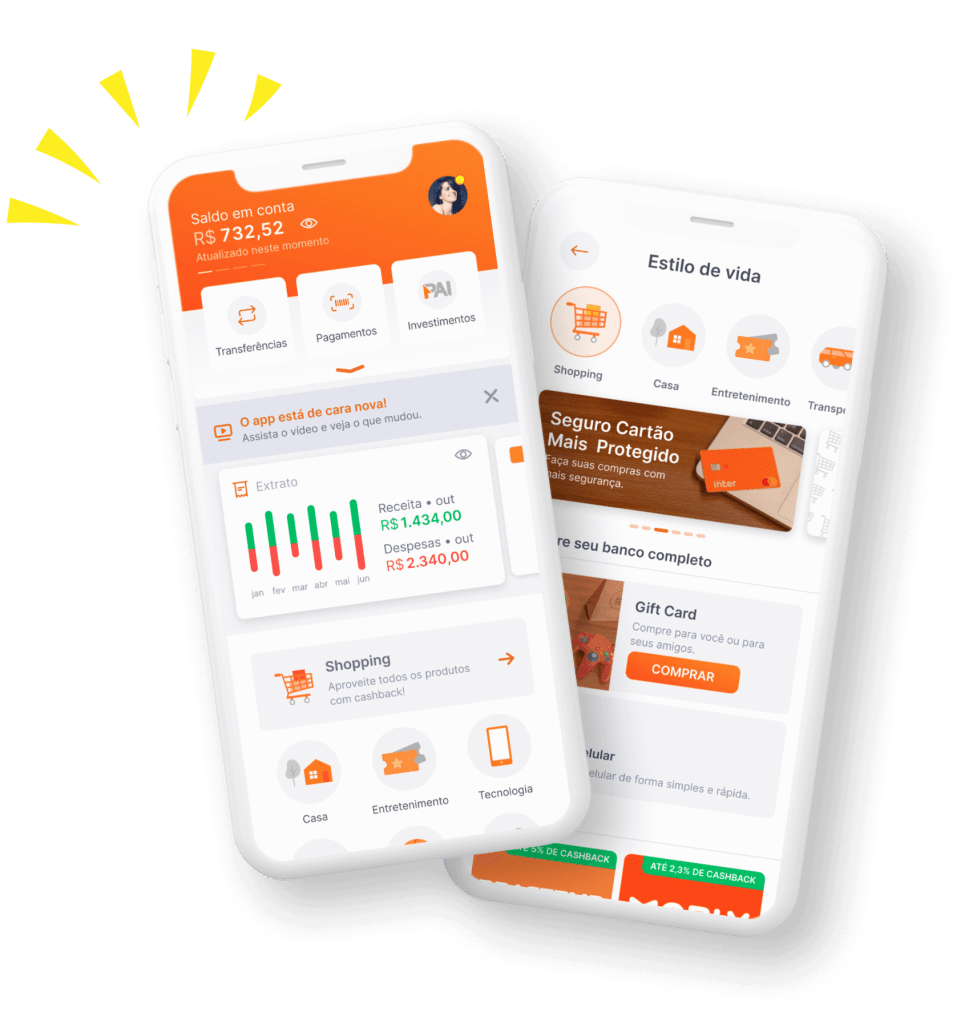 Saldo em conta
R$ 732,52
Atualizado neste momento
Transferências
Pagamentos
PAI
Investimentos
O app está de cara nova!
Assista o vídeo e veja o que mudou.
Extrato
Receita • out
R$ 1.434,00
Despesas • out
R$ 2.340,00
jan fev mar abr mai jun
Shopping
Aproveite todos os produtos
com cashback!
Casa
Entretenimento
Tecnologia
Estilo de vida
Shopping
Casa
Entretenimento
Transpo
Seguro Cartão
Mais Protegido
Faça suas compras com
mais segurança.
inter
re seu banco completo
Gift Card
Compre para você ou para
seus amigos.
COMPRAR
elular
elular de forma simples e rápida.
ATÉ 5% DE CASHBACK
ATÉ 2,3% DE CASHBACK